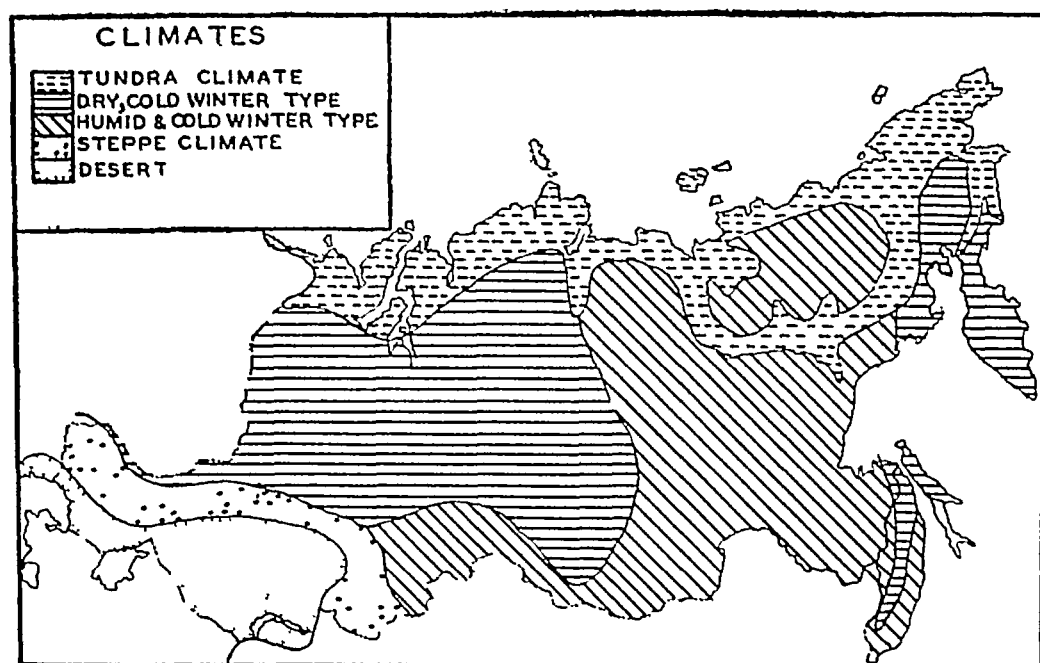 CLIMATES
TUNDRA CLIMATE
DRY, COLD WINTER TYPE
HUMID & COLD WINTER TYPE
STEPPE CLIMATE
DESERT